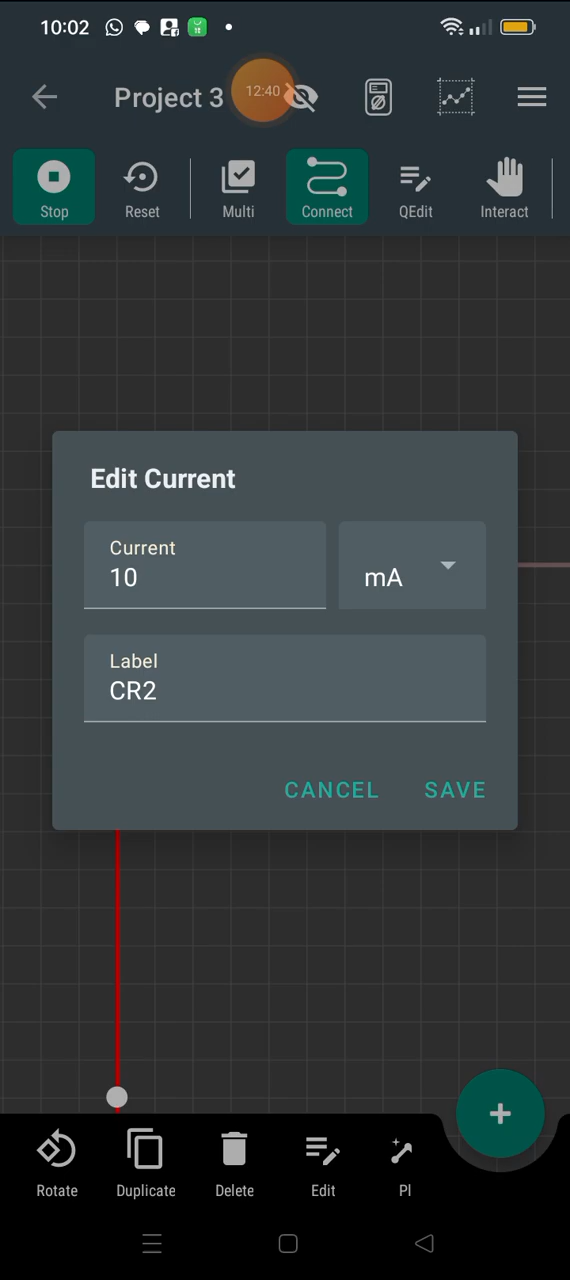 10:02
Project 3
12:40
Stop
Reset
Multi
Connect
QEdit
Interact
Edit Current
Current
10
mA
Label
CR2
CANCEL
SAVE
Rotate
Duplicate
Delete
Edit
Pl